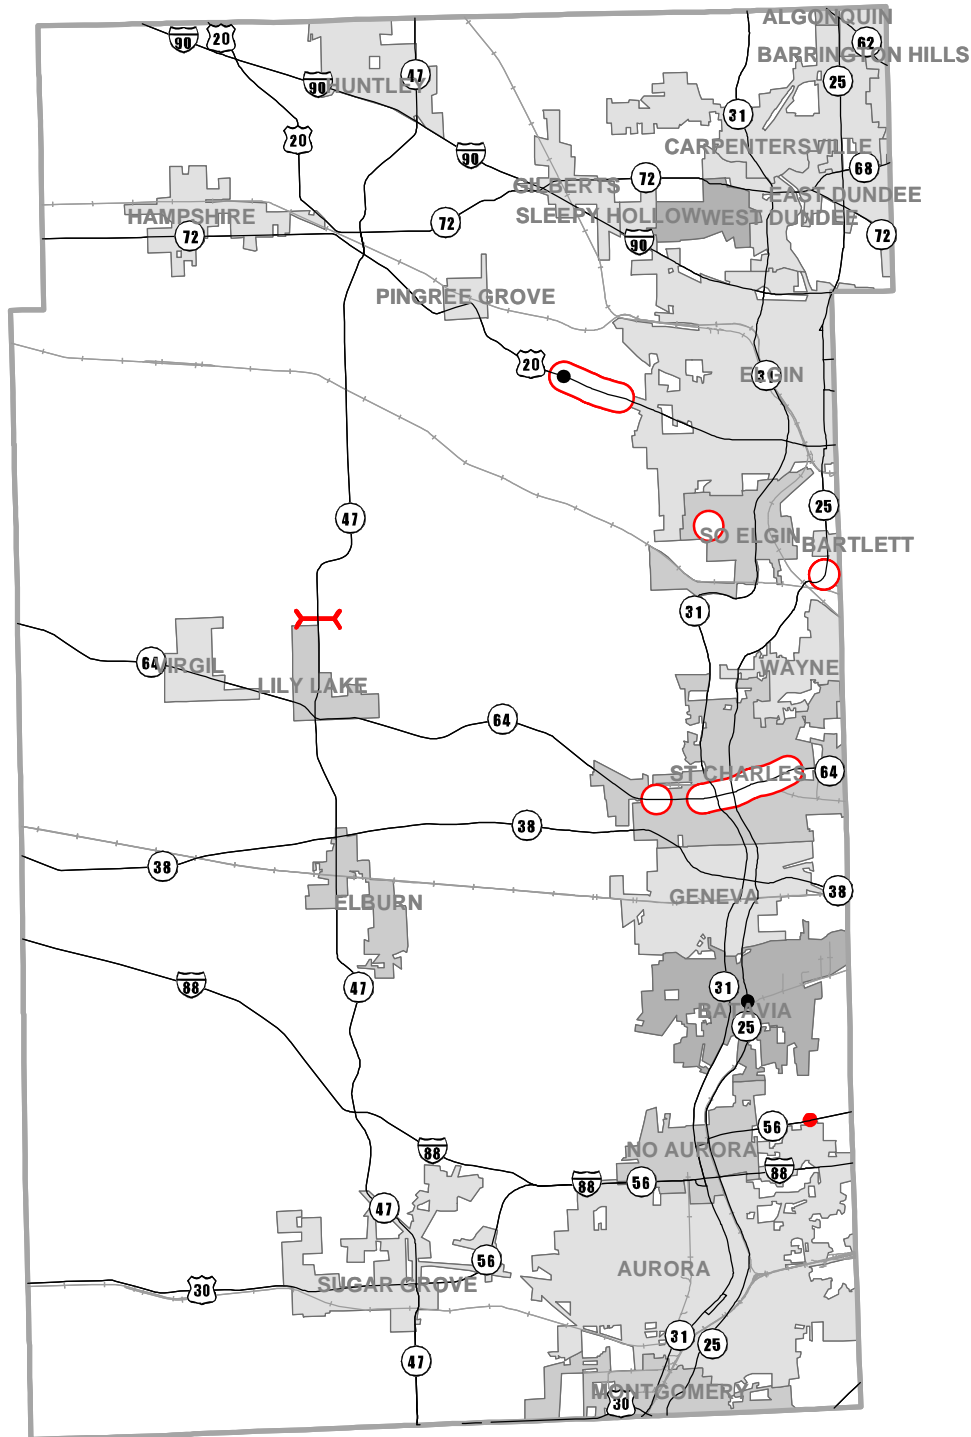 ALGONQUIN
20
90
62
BARRINGTON HILLS
47
25
90
HUNTLEY
31
20
CARPENTERSVILLE
90
68
72
GILBERTS
EAST DUNDEE
HAMPSHIRE
SLEEPY HOLLOW
WEST DUNDEE
72
72
72
90
PINGREE GROVE
20
31
ELGIN
25
47
SO ELGIN
BARTLETT
31
64
VIRGIL
WAYNE
LILY LAKE
64
ST CHARLES
64
38
38
38
GENEVA
ELBURN
88
47
31
BATAVIA
25
56
NO AURORA
88
88
88
56
47
56
AURORA
SUGAR GROVE
30
31
25
47
MONTGOMERY
30